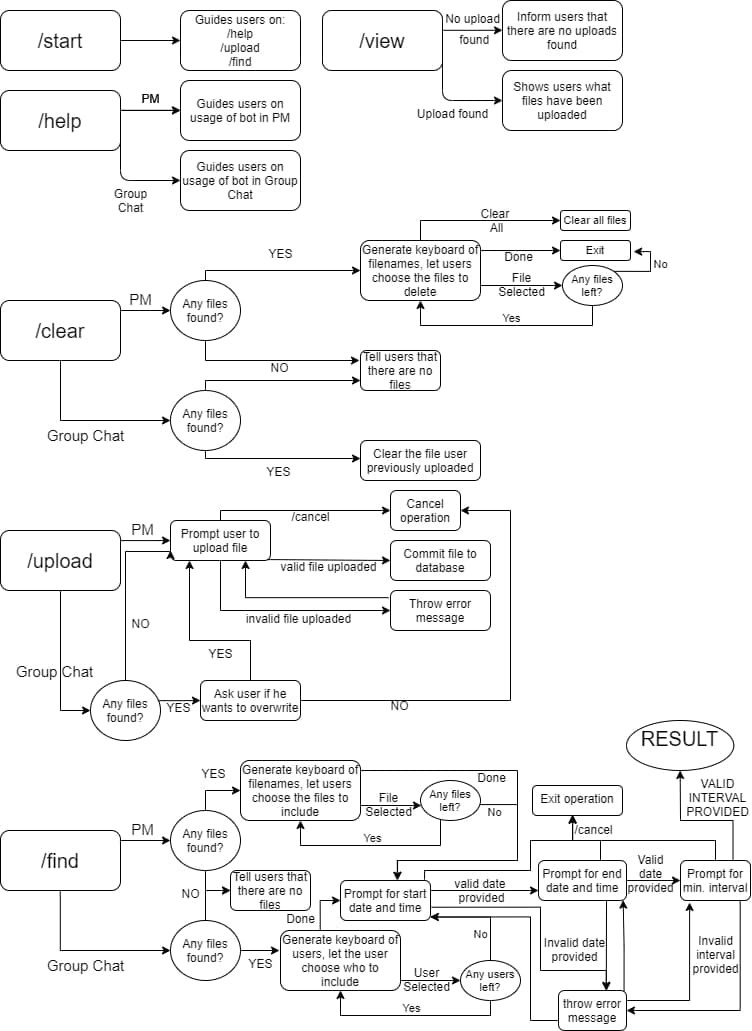 /start
Guides users on:
/help
/upload
/find
/view
No upload
found
Inform users that
there are no uploads
found
Upload found
Shows users what
files have been
uploaded
/help
PM
Guides users on
usage of bot in PM
Group
Chat
Guides users on
usage of bot in Group
Chat
/clear
PM
Any files
found?
YES
Generate keyboard of
filenames, let users
choose the files to
delete
Clear
All
Clear all files
Done
Exit
File
Selected
Any files
left?
No
Yes
NO
Tell users that
there are no
files
Group Chat
Any files
found?
YES
Clear the file user
previously uploaded
/upload
PM
Prompt user to
upload file
/cancel
Cancel
operation
valid file uploaded
Commit file to
database
invalid file uploaded
Throw error
message
NO
YES
Group Chat
Any files
found?
YES
Ask user if he
wants to overwrite
NO
/find
PM
Any files
found?
YES
Generate keyboard of
filenames, let users
choose the files to
include
Done
File
Selected
Any files
left?
No
Yes
NO
Tell users that
there are no
files
Group Chat
Any files
found?
YES
Done
Generate keyboard of
users, let the user
choose who to
include
User
Selected
Any users
left?
No
Yes
Prompt for start
date and time
valid date
provided
Exit operation
/cancel
Prompt for end
date and time
Valid
date
provided
Prompt for
min. interval
VALID
INTERVAL
PROVIDED
RESULT
Invalid date
provided
Invalid
interval
provided
throw error
message